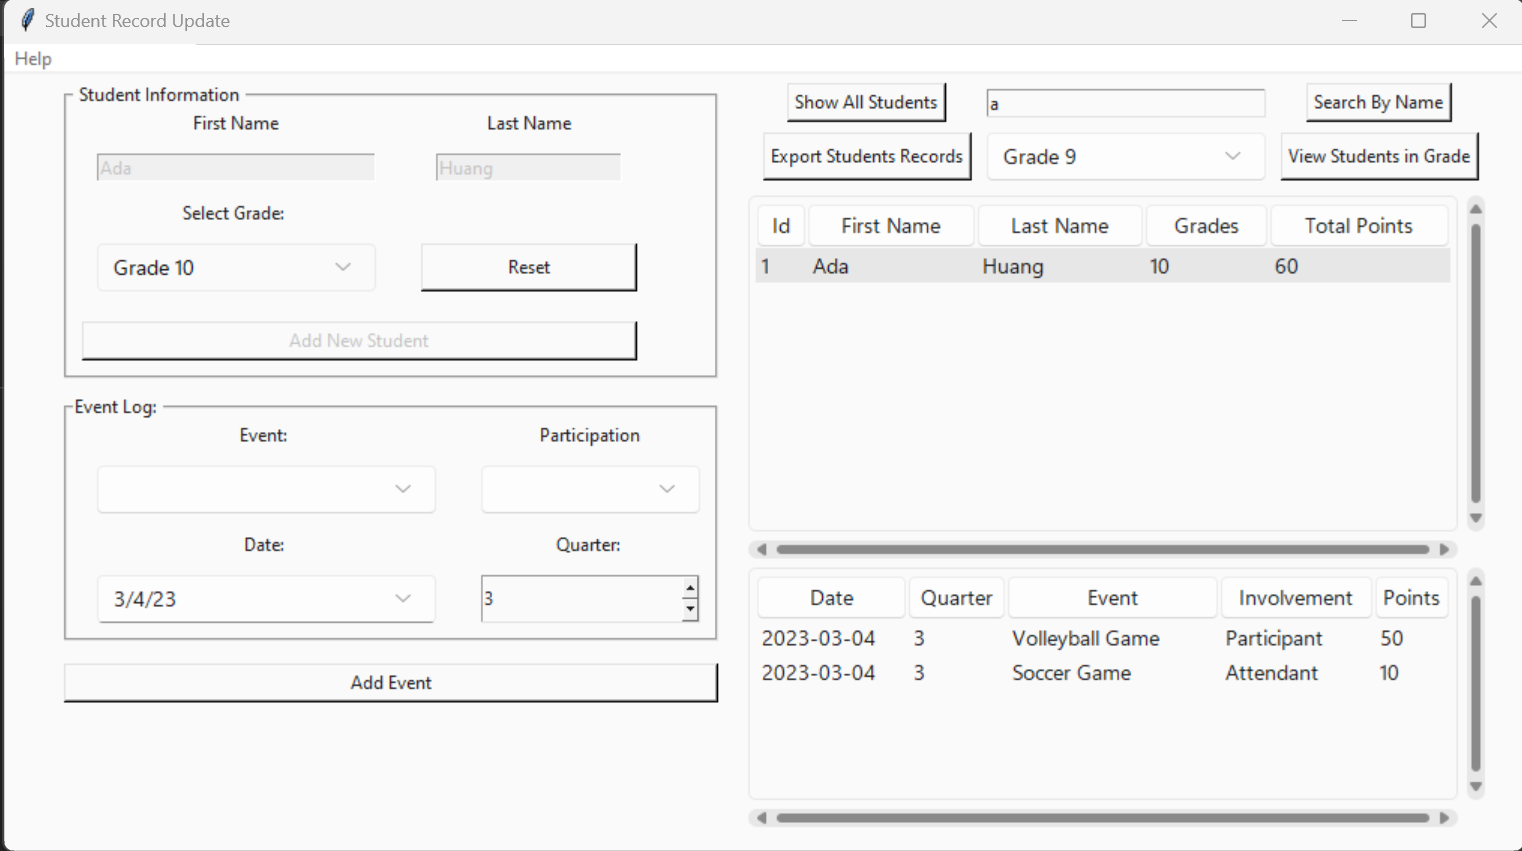 Student Record Update
Help
Student Information
First Name Last Name
Ada Huang
Select Grade:
Grade 10 Reset
Add New Student
Event Log:
Event: Participation
Date: Quarter:
3/4/23 3
Add Event
Show All Students a Search By Name
Export Students Records Grade 9 View Students in Grade
Id First Name Last Name Grades Total Points
1 Ada Huang 10 60
Date Quarter Event Involvement Points
2023-03-04 3 Volleyball Game Participant 50
2023-03-04 3 Soccer Game Attendant 10